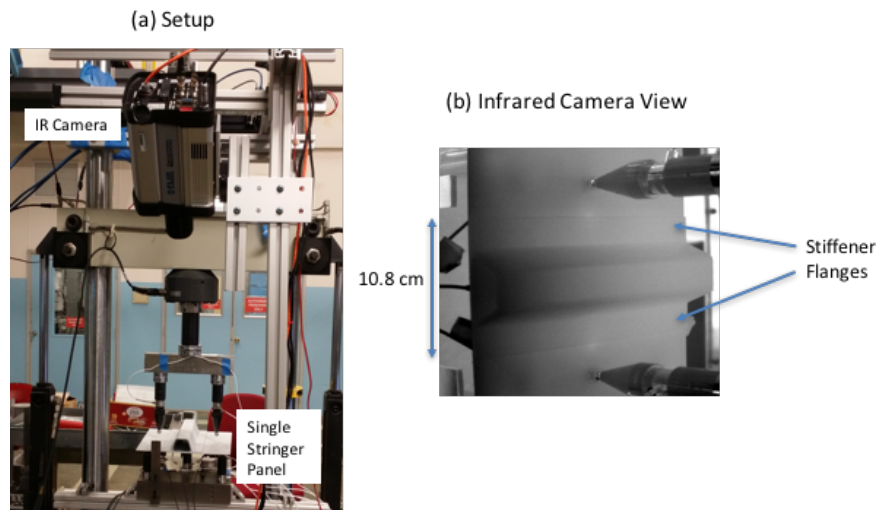 (a) Setup
IR Camera
Single
Stringer
Panel
(b) Infrared Camera View
10.8 cm
Stiffener
Flanges